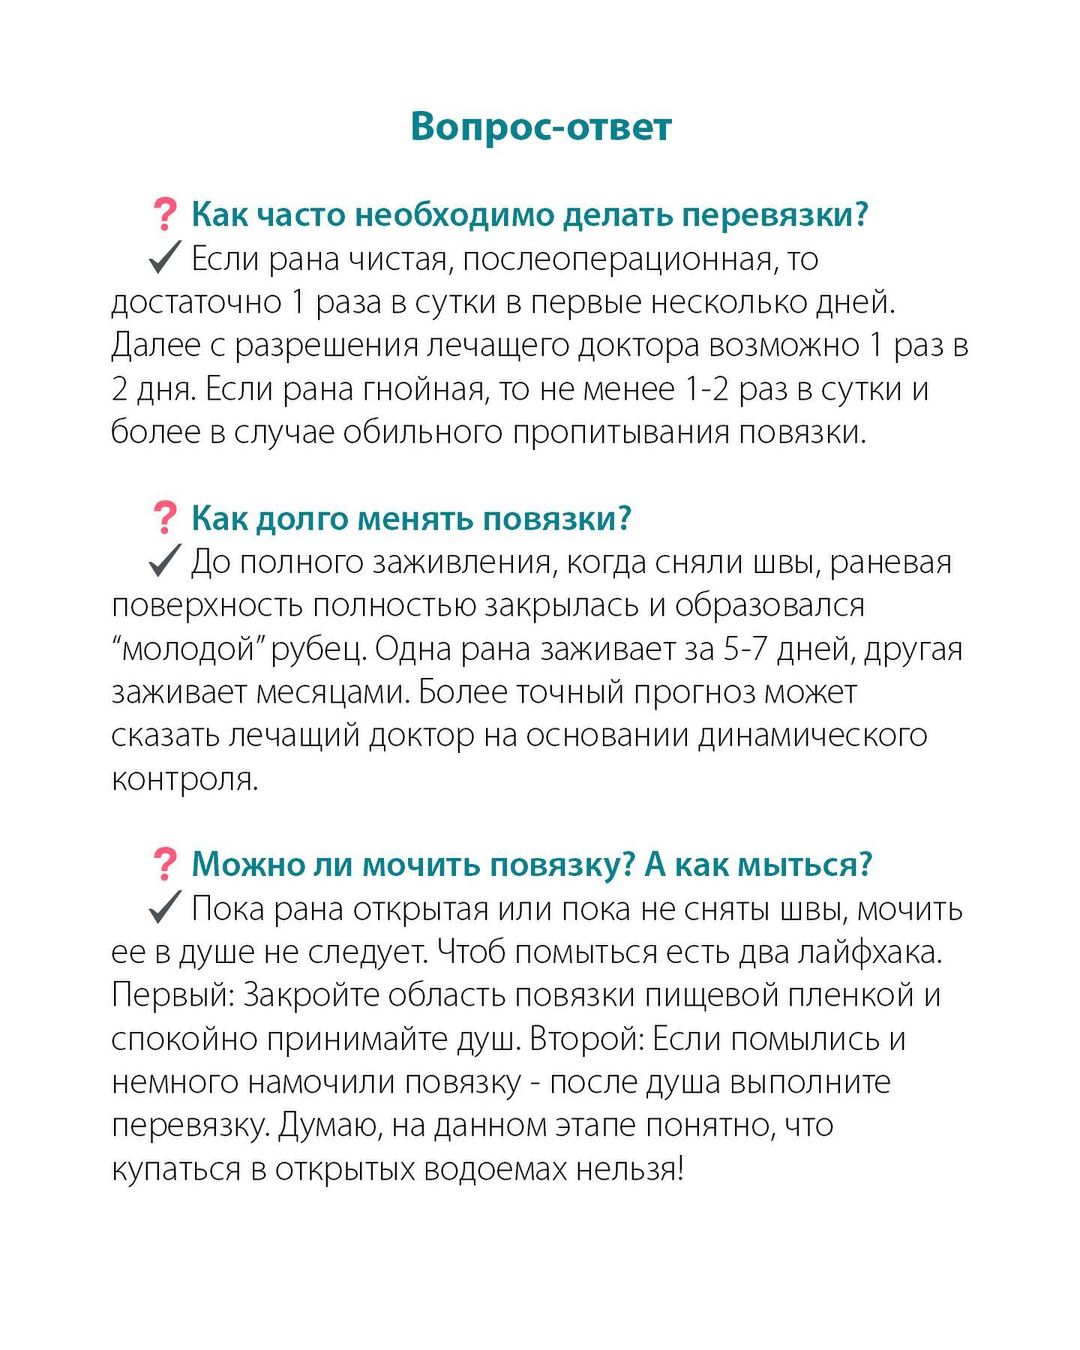 Вопрос-ответ
❓ Как часто необходимо делать перевязки?
✓ Если рана чистая, послеоперационная, то
достаточно 1 раза в сутки в первые несколько дней.
Далее с разрешения лечащего доктора возможно 1 раз в
2 дня. Если рана гнойная, то не менее 1-2 раз в сутки и
более в случае обильного пропитывания повязки.
❓ Как долго менять повязки?
✓ До полного заживления, когда сняли швы, раневая
поверхность полностью закрылась и образовался
“молодой” рубец. Одна рана заживает за 5-7 дней, другая
заживает месяцами. Более точный прогноз может
сказать лечащий доктор на основании динамического
контроля.
❓ Можно ли мочить повязку? А как мыться?
✓ Пока рана открытая или пока не сняты швы, мочить
ее в душе не следует. Чтоб помыться есть два лайфхака.
Первый: Закройте область повязки пищевой пленкой и
спокойно принимайте душ. Второй: Если помылись и
немного намочили повязку - после душа выполните
перевязку. Думаю, на данном этапе понятно, что
купаться в открытых водоемах нельзя!